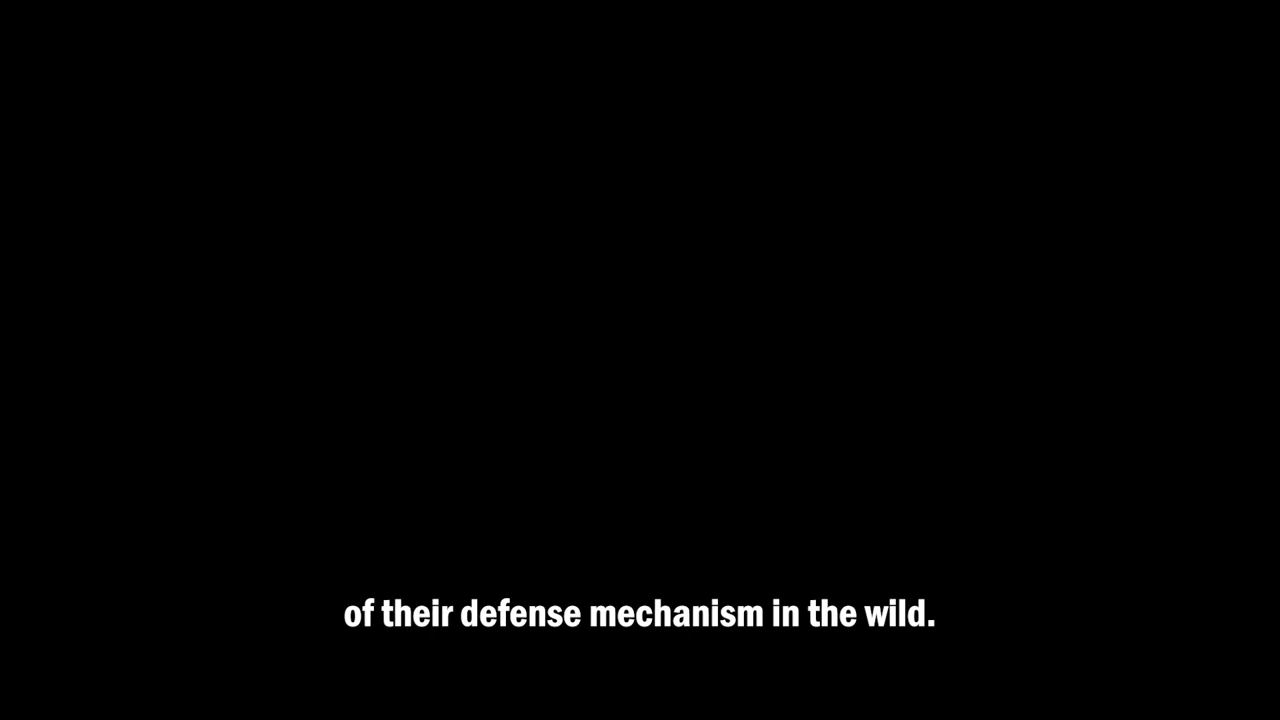 of their defense mechanism in the wild.